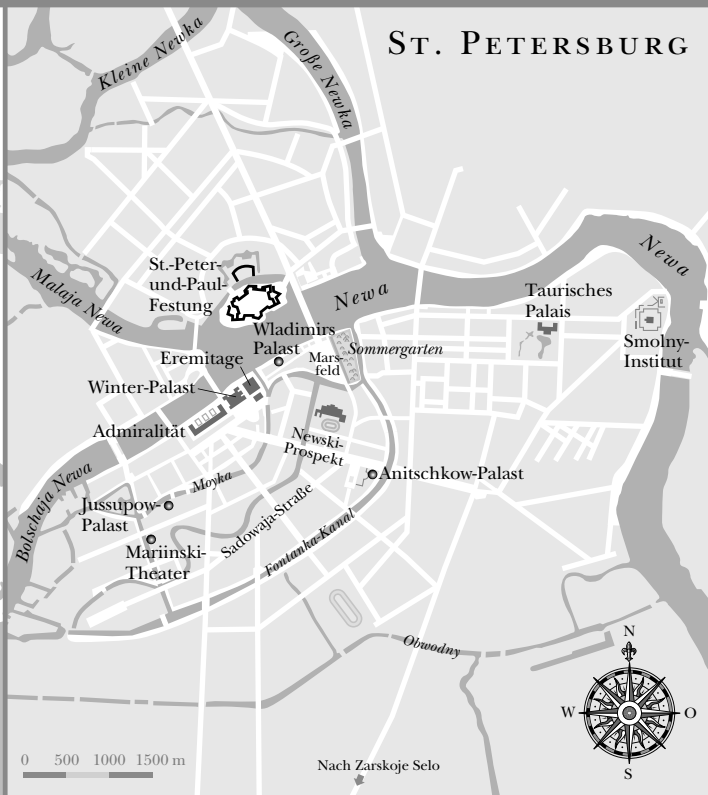 ST. PETERSBURG
Kleine Newka
Große Newka
Newa
St.-Peter-
und-Paul-
Festung
Newa
Taurisches
Palais
Malaja Newa
Wladimirs
Palast
Smolny-
Institut
Eremitage
Mars-
feld
Sommergarten
Winter-Palast
Admiralität
Newski-
Prospekt
Anitschkow-Palast
Bolschaja Newa
Moyka
Jussupow-
Palast
Sadowaja-Straße
Mariinski-
Theater
Fontanka-Kanal
Obwodny
N
W
O
S
0 500 1000 1500 m
Nach Zarskoje Selo